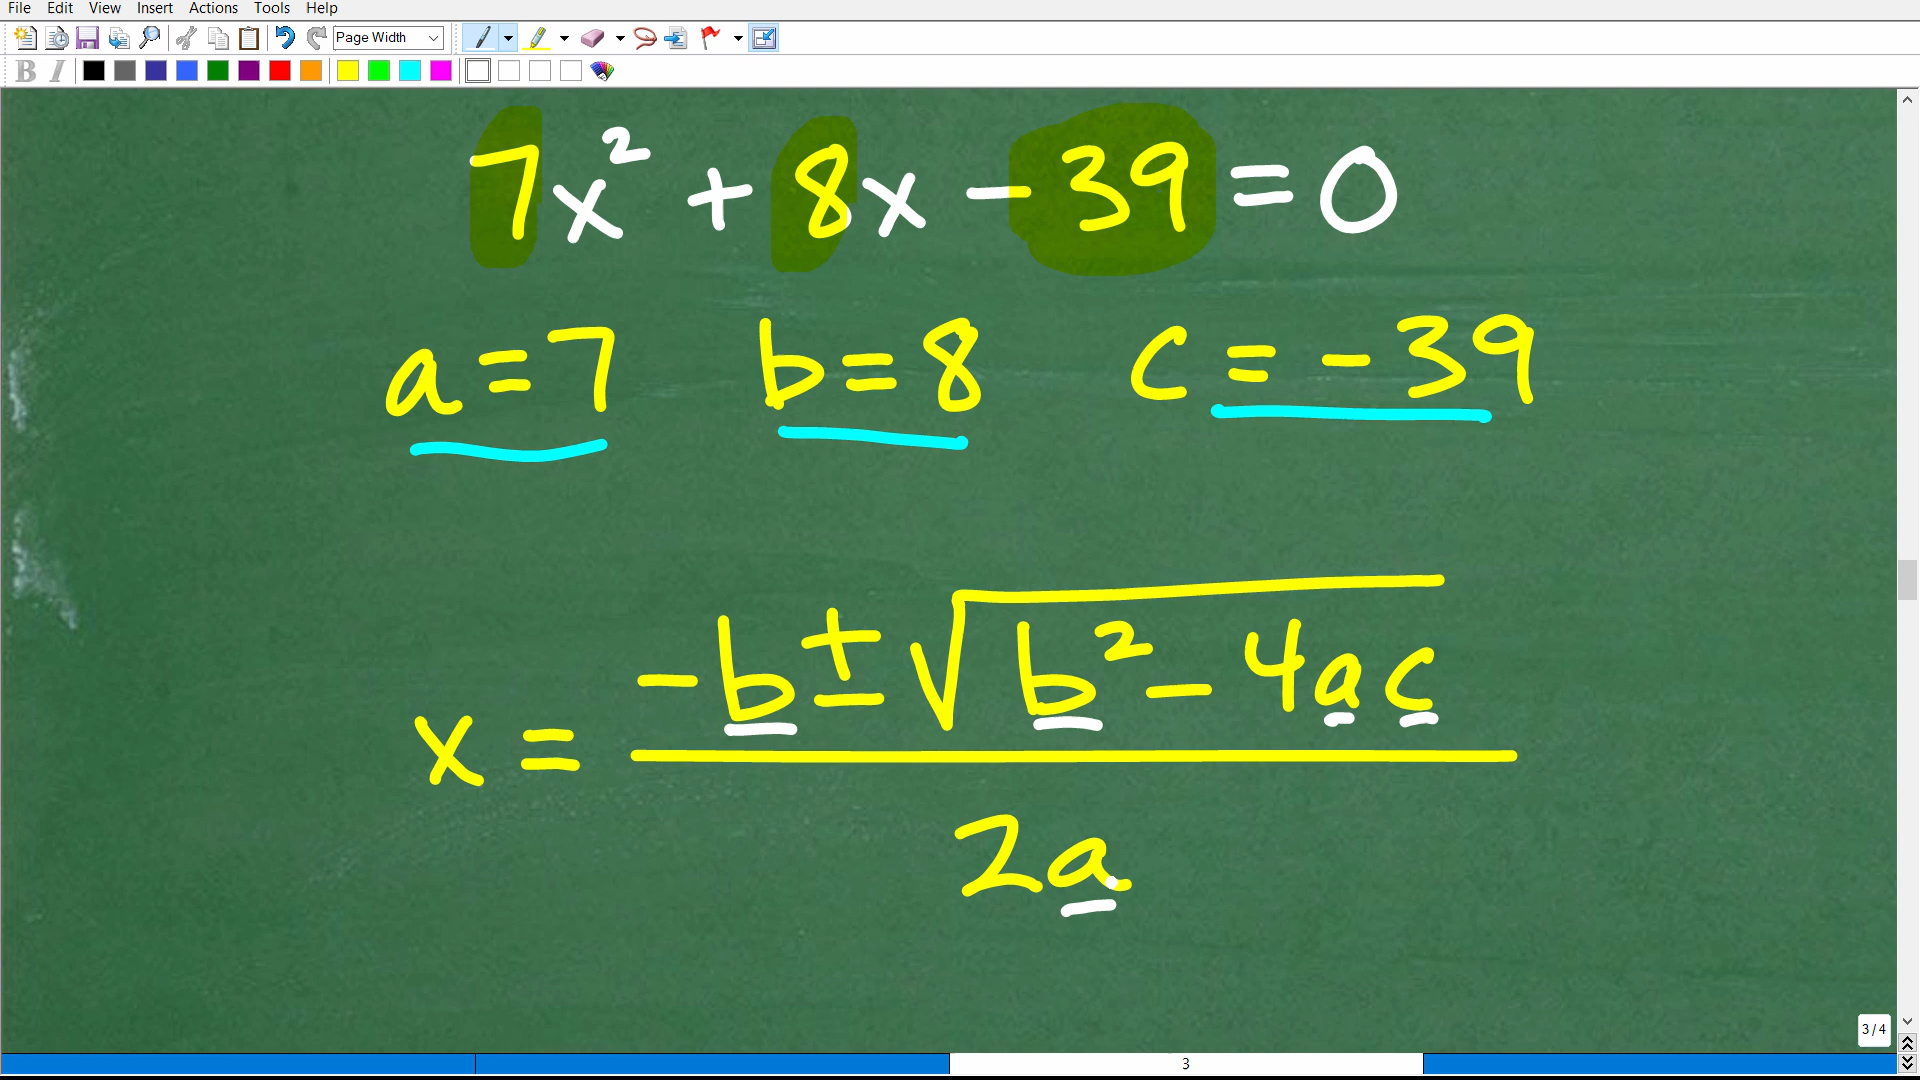 File Edit View Insert Actions Tools Help
Page Width
B I
7x² + 8x - 39 = 0
a = 7 b = 8 c = -39
x = -b ± √b² - 4ac
2a
3 / 4
3